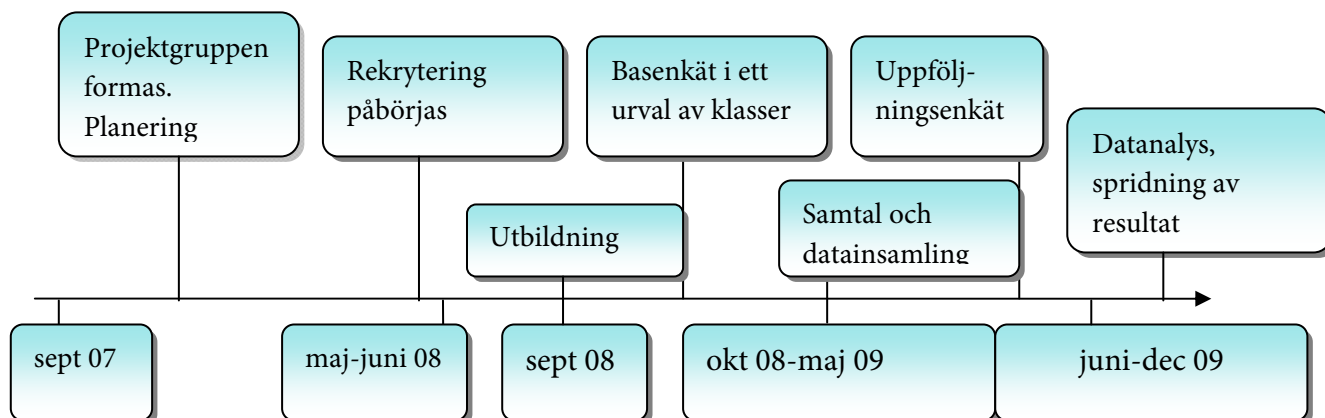 Projektgruppen
formas.
Planering
Rekrytering
påbörjas
Basenkät i ett
urval av klasser
Uppfölj-
ningsenkät
Datanalys,
spridning av
resultat
Utbildning
Samtal och
datainsamling
sept 07
maj-juni 08
sept 08
okt 08-maj 09
juni-dec 09